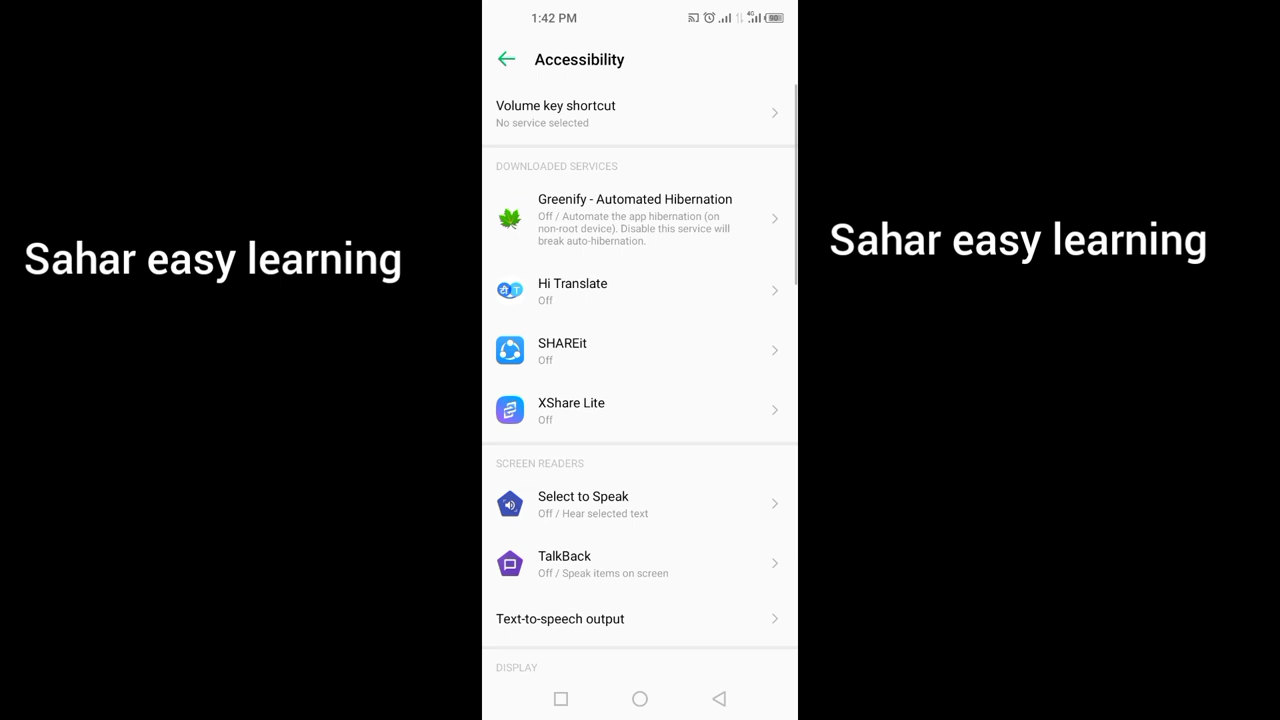 1:42 PM
4G
90
Accessibility
Volume key shortcut
No service selected
DOWNLOADED SERVICES
Greenify - Automated Hibernation
Off / Automate the app hibernation (on
non-root device). Disable this service will
break auto-hibernation.
Hi Translate
Off
SHAREit
Off
XShare Lite
Off
SCREEN READERS
Select to Speak
Off / Hear selected text
TalkBack
Off / Speak items on screen
Text-to-speech output
DISPLAY
Sahar easy learning
Sahar easy learning